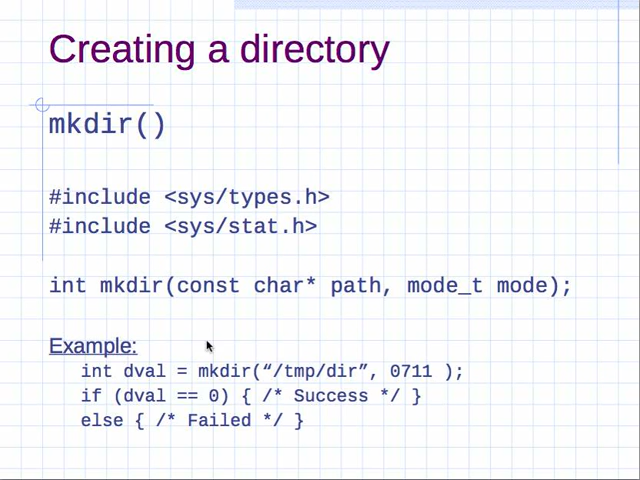 Creating a directory
mkdir()
#include <sys/types.h>
#include <sys/stat.h>
int mkdir(const char* path, mode_t mode);
Example:
int dval = mkdir(“/tmp/dir”, 0711 );
if (dval == 0) { /* Success */ }
else { /* Failed */ }